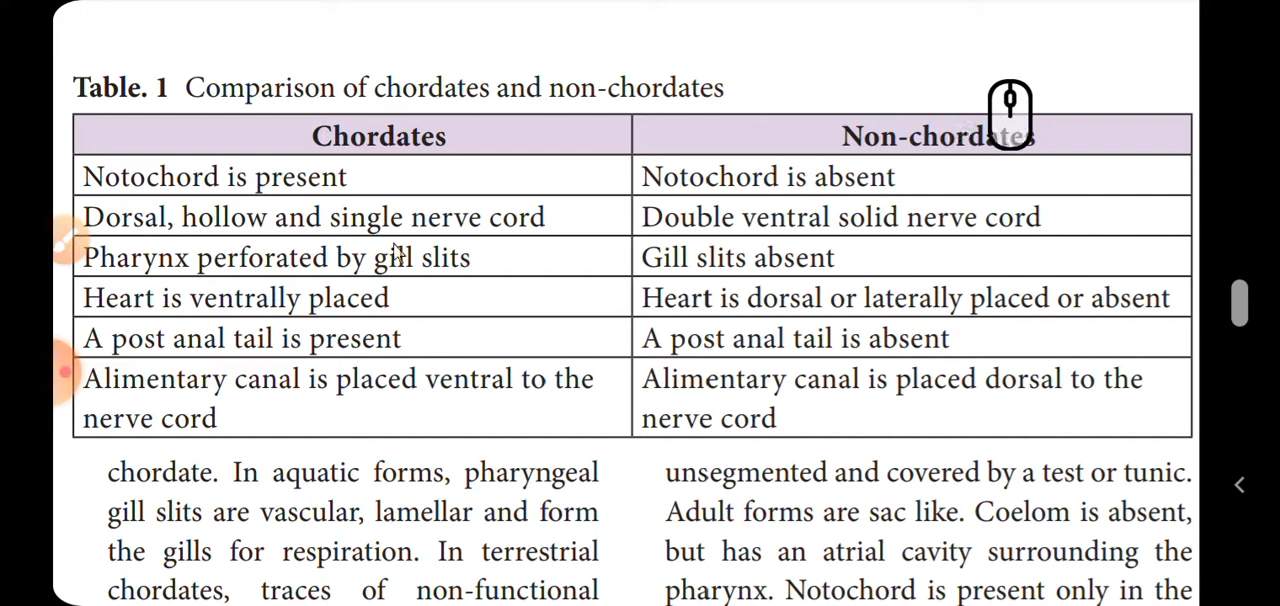 Table. 1 Comparison of chordates and non-chordates
Chordates Non-chordates
Notochord is present Notochord is absent
Dorsal, hollow and single nerve cord Double ventral solid nerve cord
Pharynx perforated by gill slits Gill slits absent
Heart is ventrally placed Heart is dorsal or laterally placed or absent
A post anal tail is present A post anal tail is absent
Alimentary canal is placed ventral to the
nerve cord
Alimentary canal is placed dorsal to the
nerve cord
chordate. In aquatic forms, pharyngeal
gill slits are vascular, lamellar and form
the gills for respiration. In terrestrial
chordates, traces of non-functional
unsegmented and covered by a test or tunic.
Adult forms are sac like. Coelom is absent,
but has an atrial cavity surrounding the
pharynx. Notochord is present only in the